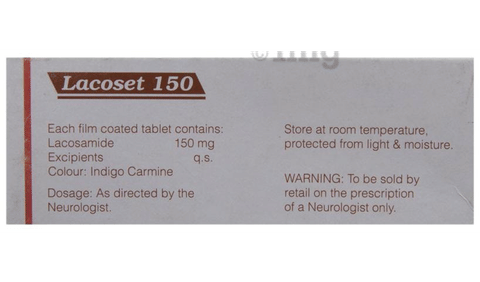 Lacoset 150
Each film coated tablet contains:
Lacosamide 150 mg
Excipients q.s.
Colour: Indigo Carmine
Dosage: As directed by the
Neurologist.
Store at room temperature,
protected from light & moisture.
WARNING: To be sold by
retail on the prescription
of a Neurologist only.